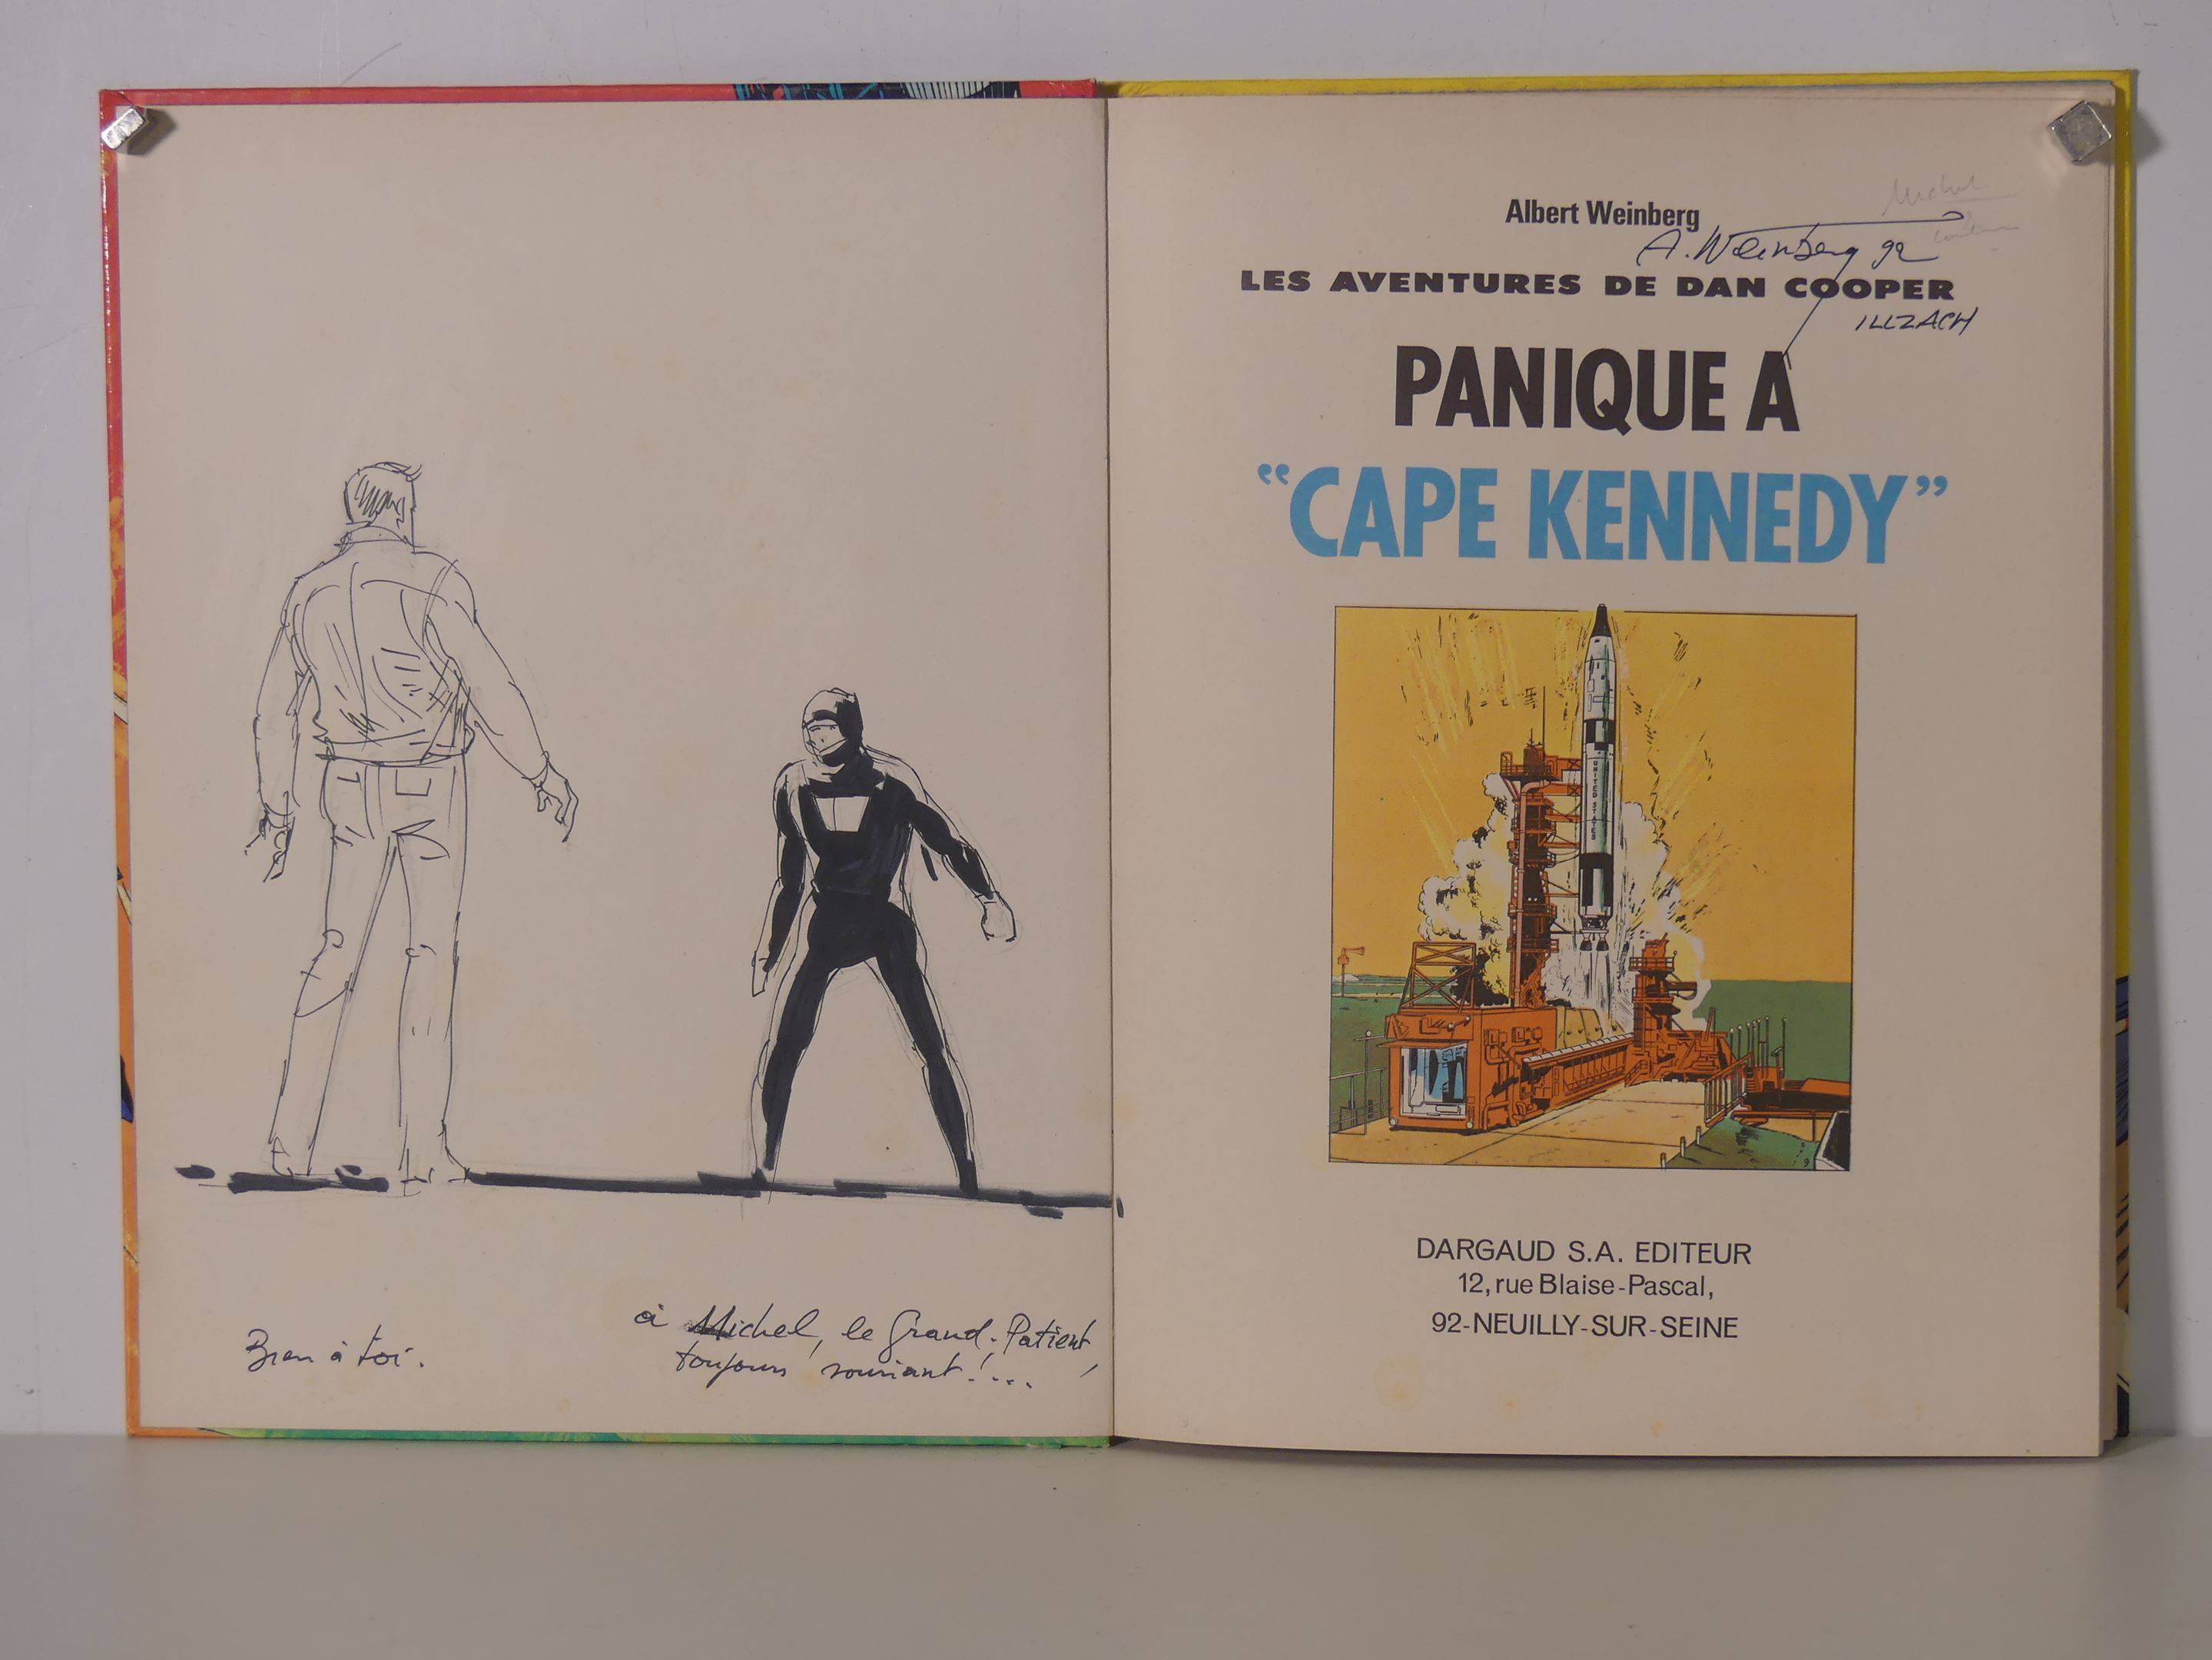 Bien à toi.
à Michel, le Grand-Patient,
toujours souriant!...
Michel
Albert Weinberg
A. Weinberg 92
LES AVENTURES DE DAN COOPER
ILLZACH
PANIQUE A
“CAPE KENNEDY”
UNITED STATES
DARGAUD S.A. EDITEUR
12, rue Blaise-Pascal,
92-NEUILLY-SUR-SEINE